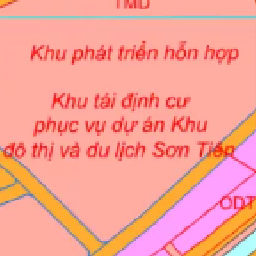 TMD
Khu phát triển hỗn hợp
Khu tái định cư
phục vụ dự án Khu
đô thị và du lịch Sơn Tiên
ODT